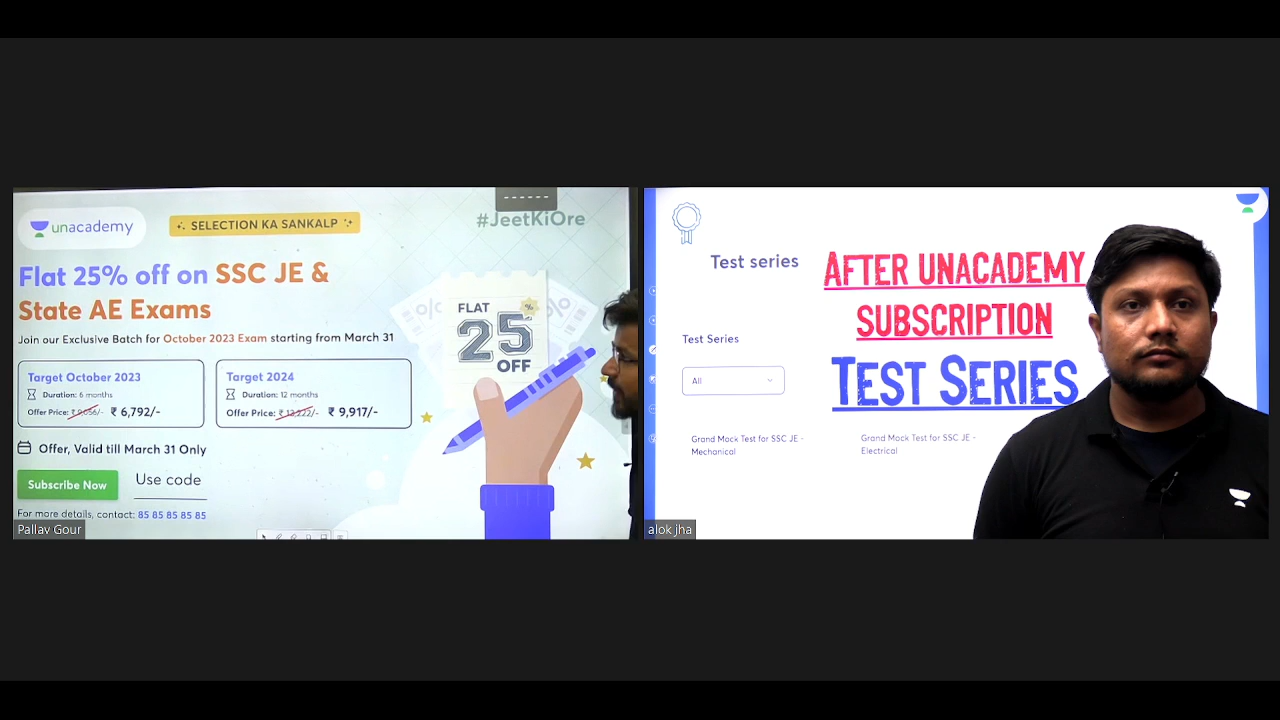 unacademy
SELECTION KA SANKALP
#JeetKiOre
Flat 25% off on SSC JE &
State AE Exams
Join our Exclusive Batch for October 2023 Exam starting from March 31
Target October 2023
Duration: 6 months
Offer Price: ₹ 9,056/- ₹ 6,792/-
Target 2024
Duration: 12 months
Offer Price: ₹ 13,222/- ₹ 9,917/-
Offer, Valid till March 31 Only
Subscribe Now
Use code
For more details, contact: 85 85 85 85 85
FLAT
25%
OFF
Pallav Gour
Test series
AFTER UNACADEMY
SUBSCRIPTION
TEST SERIES
Test Series
All
Grand Mock Test for SSC JE -
Mechanical
Grand Mock Test for SSC JE -
Electrical
alok jha